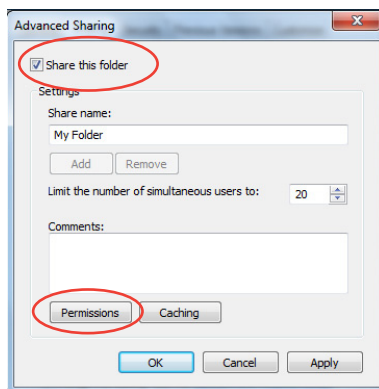 Advanced Sharing
Share this folder
Settings
Share name:
My Folder
Add Remove
Limit the number of simultaneous users to: 20
Comments:
Permissions Caching
OK Cancel Apply